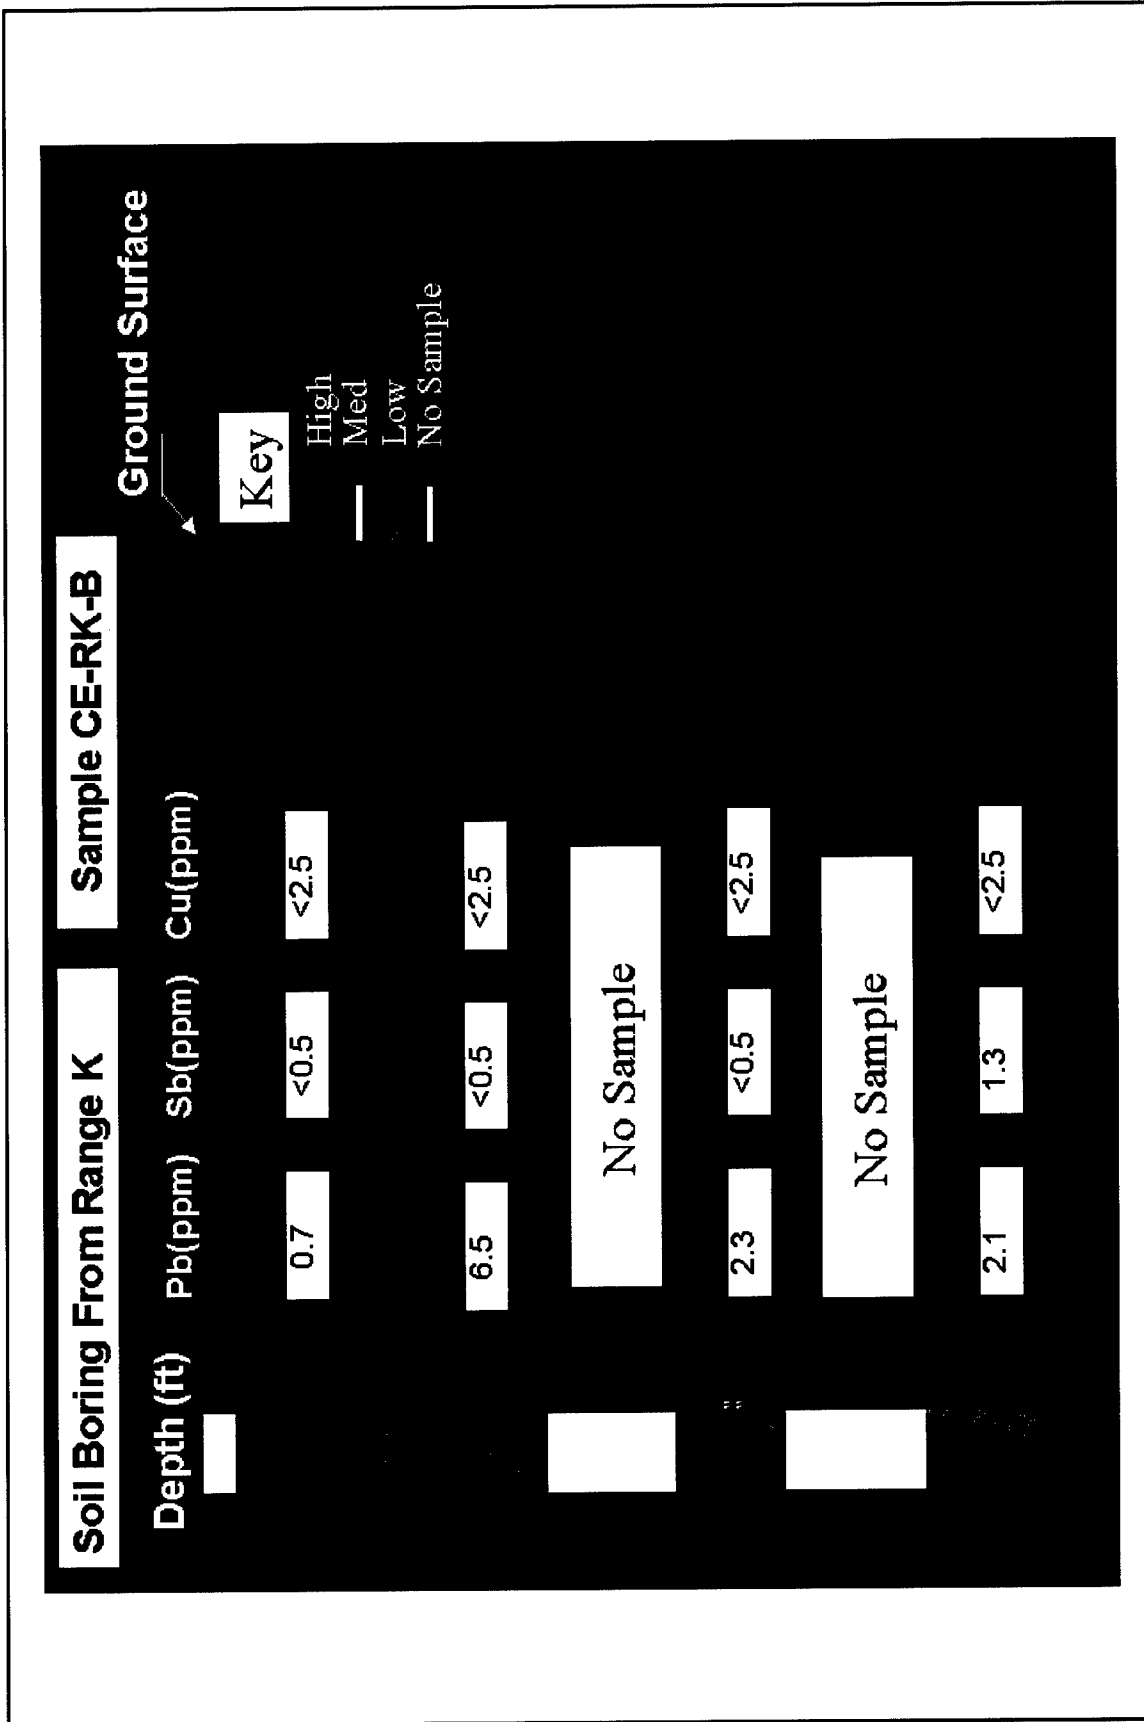 Soil Boring From Range K
Sample CE-RK-B
Ground Surface
Depth (ft) Pb(ppm) Sb(ppm) Cu(ppm)
Key
High
Med
Low
No Sample
0.7 <0.5 <2.5
6.5 <0.5 <2.5
No Sample
2.3 <0.5 <2.5
No Sample
2.1 1.3 <2.5